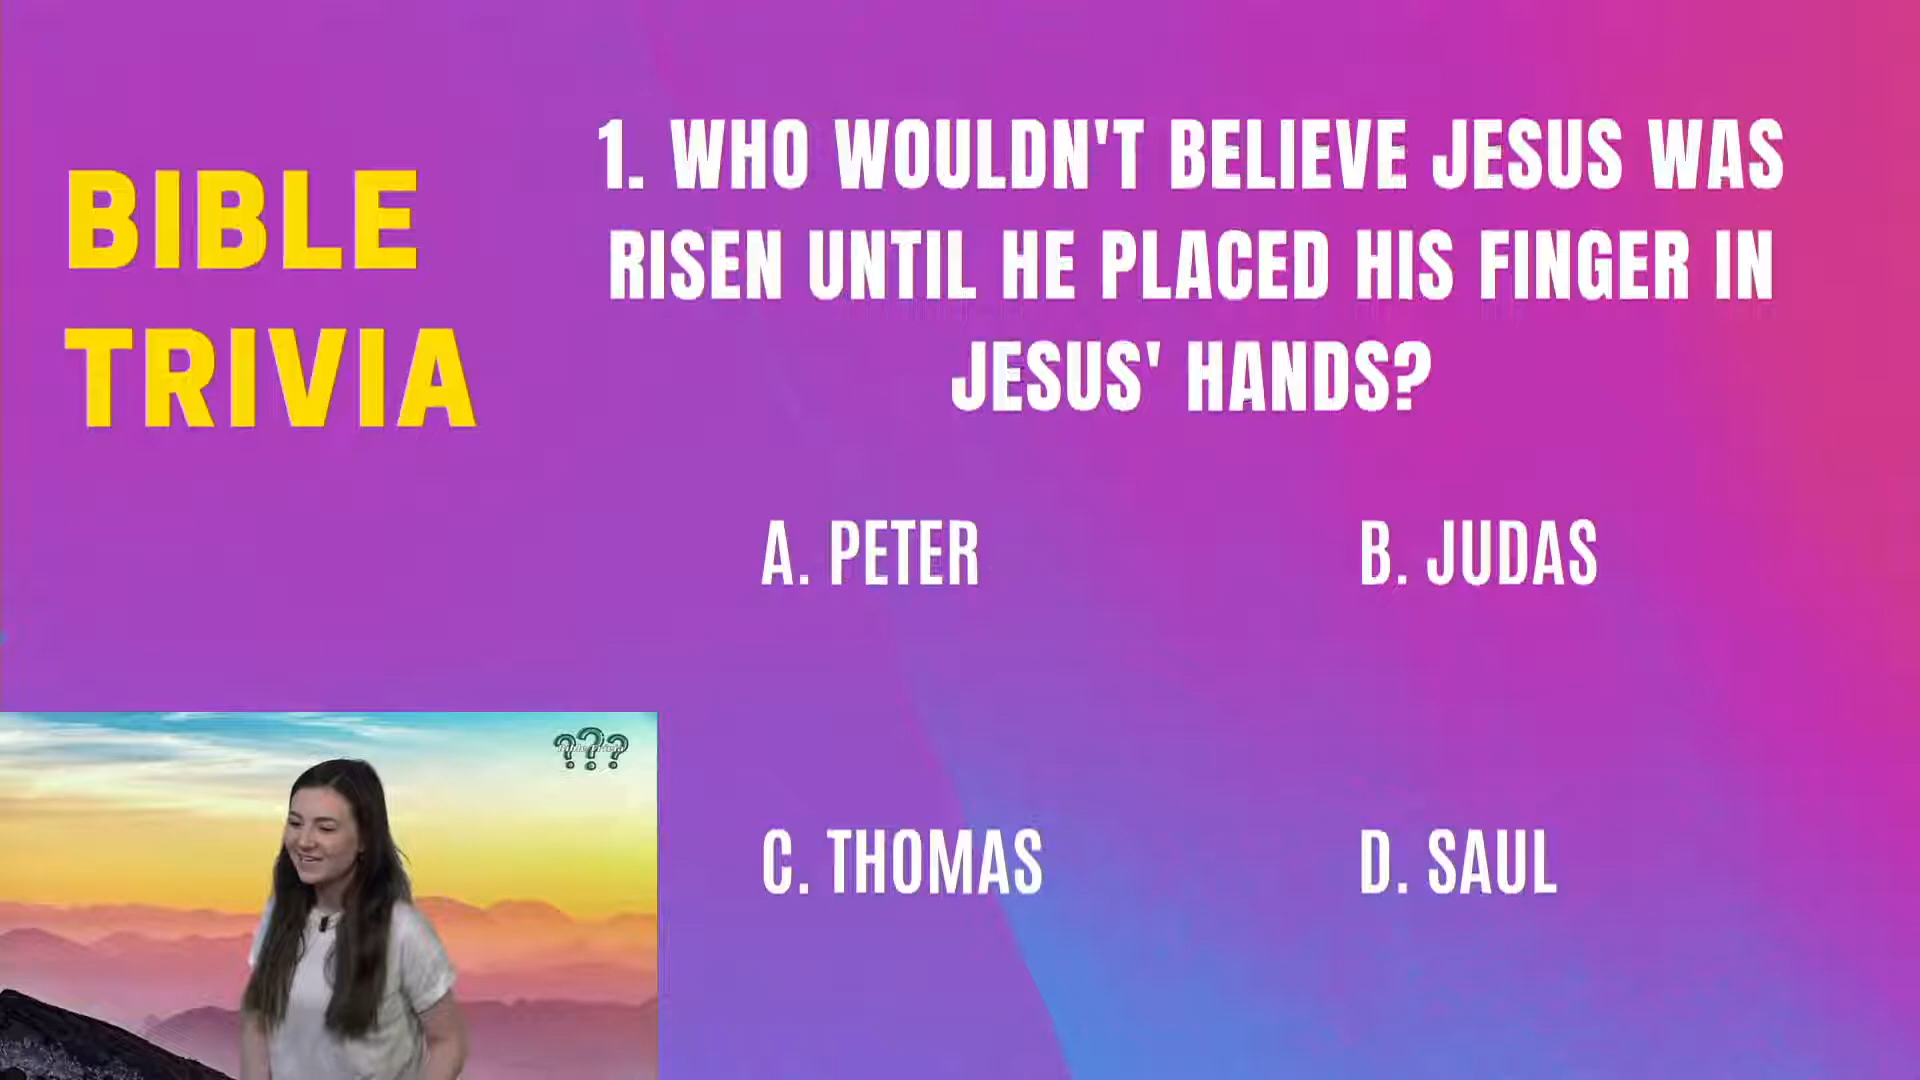 BIBLE
TRIVIA
1. WHO WOULDN'T BELIEVE JESUS WAS
RISEN UNTIL HE PLACED HIS FINGER IN
JESUS' HANDS?
A. PETER
B. JUDAS
C. THOMAS
D. SAUL
???